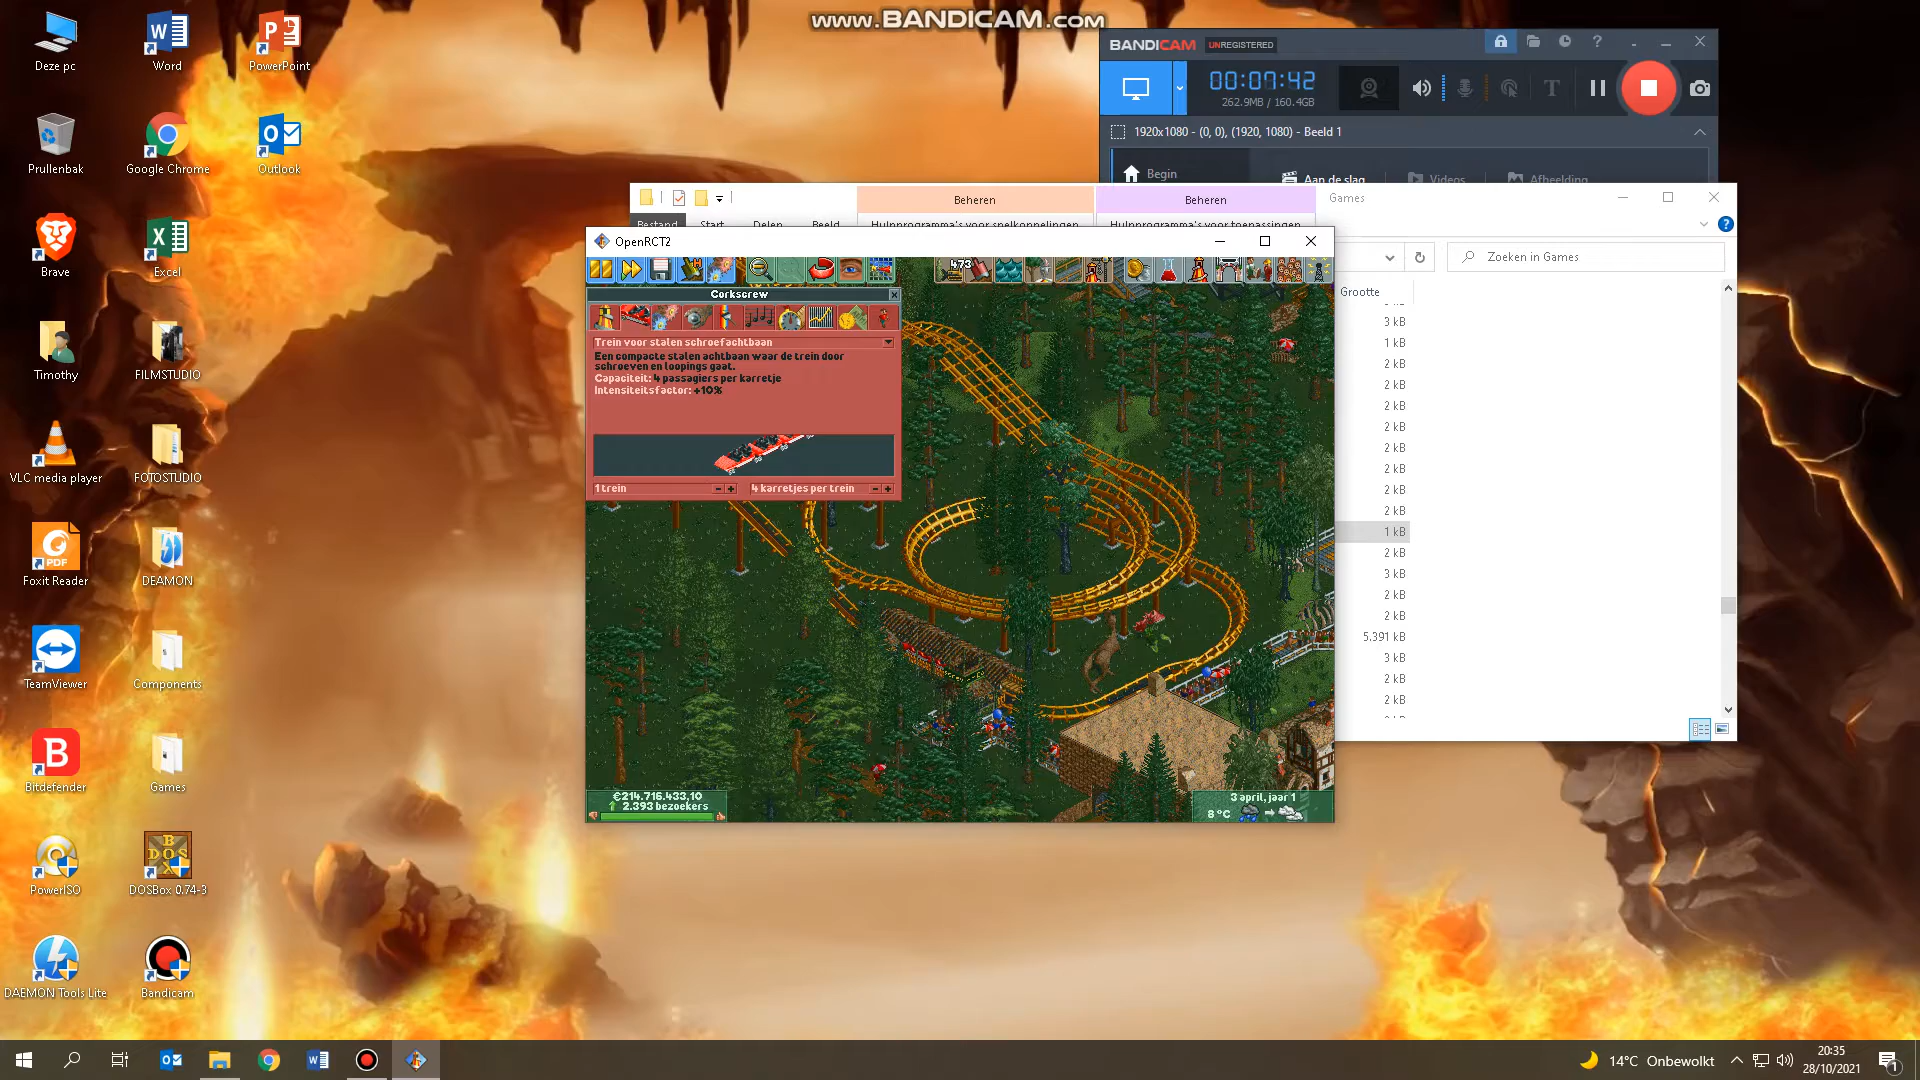 www.BANDICAM.com
Deze pc
Word
PowerPoint
Prullenbak
Google Chrome
Outlook
Brave
Excel
Timothy
FILMSTUDIO
VLC media player
FOTOSTUDIO
Foxit Reader
DEAMON
TeamViewer
Components
Bitdefender
Games
PowerISO
DOSBox 0.74-3
DAEMON Tools Lite
Bandicam
BANDICAM UNREGISTERED
00:07:42
262.9MB / 160.4GB
1920x1080 - (0, 0), (1920, 1080) - Beeld 1
Begin
Aan de slag
Videos
Afbeelding
Beheren
Beheren
Games
Bestand
Start
Delen
Beeld
Hulpprogramma's voor snelkoppelingen
Hulpprogramma's voor toepassingen
Zoeken in Games
Grootte
3 kB
1 kB
2 kB
2 kB
2 kB
2 kB
2 kB
2 kB
2 kB
2 kB
1 kB
2 kB
3 kB
2 kB
2 kB
5.391 kB
3 kB
2 kB
2 kB
OpenRCT2
473
Corkscrew
Trein voor stalen schroefachtbaan
Een compacte stalen achtbaan waar de trein door
schroeven en loopings gaat.
Capaciteit: 4 passagiers per karretje
Intensiteitsfactor: +10%
1 trein
4 karretjes per trein
€214.716.433,10
2.393 bezoekers
3 april, jaar 1
8 °C
14°C Onbewolkt
20:35
28/10/2021
1